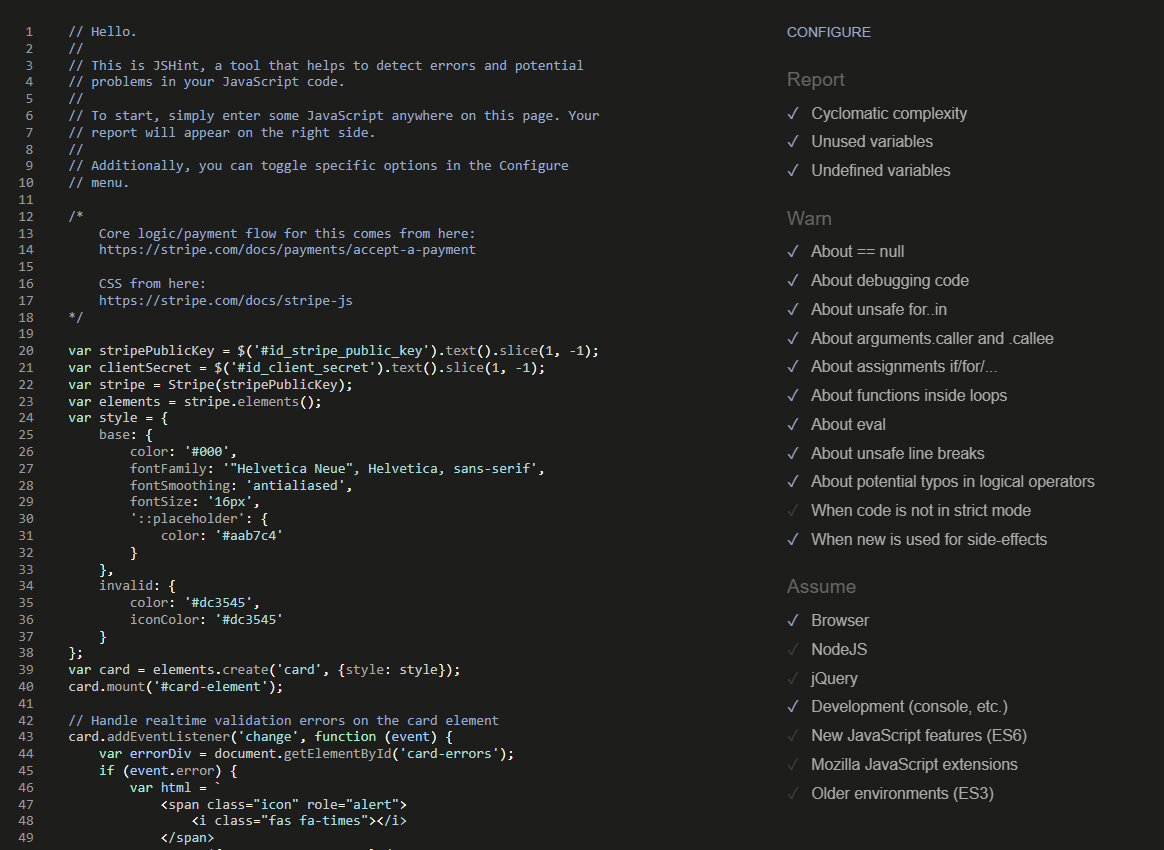 1 // Hello.
2 //
3 // This is JSHint, a tool that helps to detect errors and potential
4 // problems in your JavaScript code.
5 //
6 // To start, simply enter some JavaScript anywhere on this page. Your
7 // report will appear on the right side.
8 //
9 // Additionally, you can toggle specific options in the Configure
10 // menu.
11
12 /*
13     Core logic/payment flow for this comes from here:
14     https://stripe.com/docs/payments/accept-a-payment
15
16     CSS from here:
17     https://stripe.com/docs/stripe-js
18 */
19
20 var stripePublicKey = $('#id_stripe_public_key').text().slice(1, -1);
21 var clientSecret = $('#id_client_secret').text().slice(1, -1);
22 var stripe = Stripe(stripePublicKey);
23 var elements = stripe.elements();
24 var style = {
25     base: {
26         color: '#000',
27         fontFamily: '"Helvetica Neue", Helvetica, sans-serif',
28         fontSmoothing: 'antialiased',
29         fontSize: '16px',
30         '::placeholder': {
31             color: '#aab7c4'
32         }
33     },
34     invalid: {
35         color: '#dc3545',
36         iconColor: '#dc3545'
37     }
38 };
39 var card = elements.create('card', {style: style});
40 card.mount('#card-element');
41
42 // Handle realtime validation errors on the card element
43 card.addEventListener('change', function (event) {
44     var errorDiv = document.getElementById('card-errors');
45     if (event.error) {
46         var html = `
47             <span class="icon" role="alert">
48                 <i class="fas fa-times"></i>
49             </span>
CONFIGURE
Report
✓ Cyclomatic complexity
✓ Unused variables
✓ Undefined variables
Warn
✓ About == null
✓ About debugging code
✓ About unsafe for..in
✓ About arguments.caller and .callee
✓ About assignments if/for/...
✓ About functions inside loops
✓ About eval
✓ About unsafe line breaks
✓ About potential typos in logical operators
✓ When code is not in strict mode
✓ When new is used for side-effects
Assume
✓ Browser
✓ NodeJS
✓ jQuery
✓ Development (console, etc.)
✓ New JavaScript features (ES6)
✓ Mozilla JavaScript extensions
✓ Older environments (ES3)